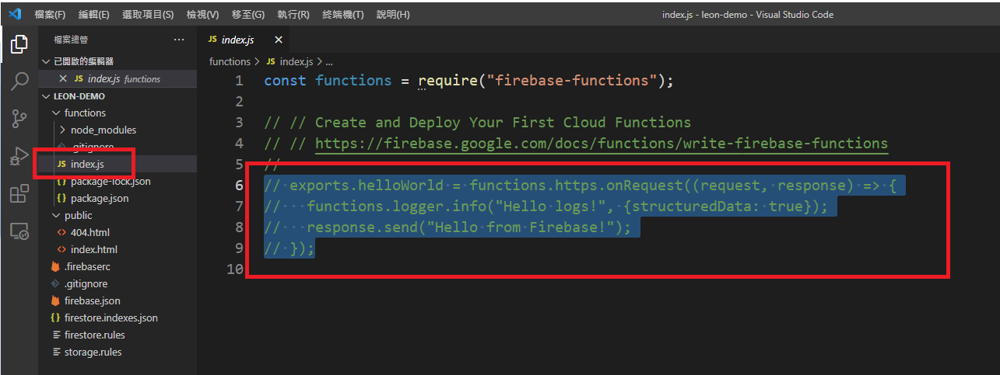 檔案(F) 編輯(E) 選取項目(S) 檢視(V) 移至(G) 執行(R) 終端機(T) 說明(H) index.js - leon-demo - Visual Studio Code
檔案總管 ...
已開啟的編輯器
JS index.js functions
LEON-DEMO
functions
node_modules
.gitignore
JS index.js
{} package-lock.json
{} package.json
public
<> 404.html
<> index.html
.firebaserc
.gitignore
firebase.json
{} firestore.indexes.json
firestore.rules
storage.rules
JS index.js
functions > JS index.js > ...
1 const functions = require("firebase-functions");
2
3 // // Create and Deploy Your First Cloud Functions
4 // // https://firebase.google.com/docs/functions/write-firebase-functions
5 //
6 // exports.helloWorld = functions.https.onRequest((request, response) => {
7 //   functions.logger.info("Hello logs!", {structuredData: true});
8 //   response.send("Hello from Firebase!");
9 // });
10